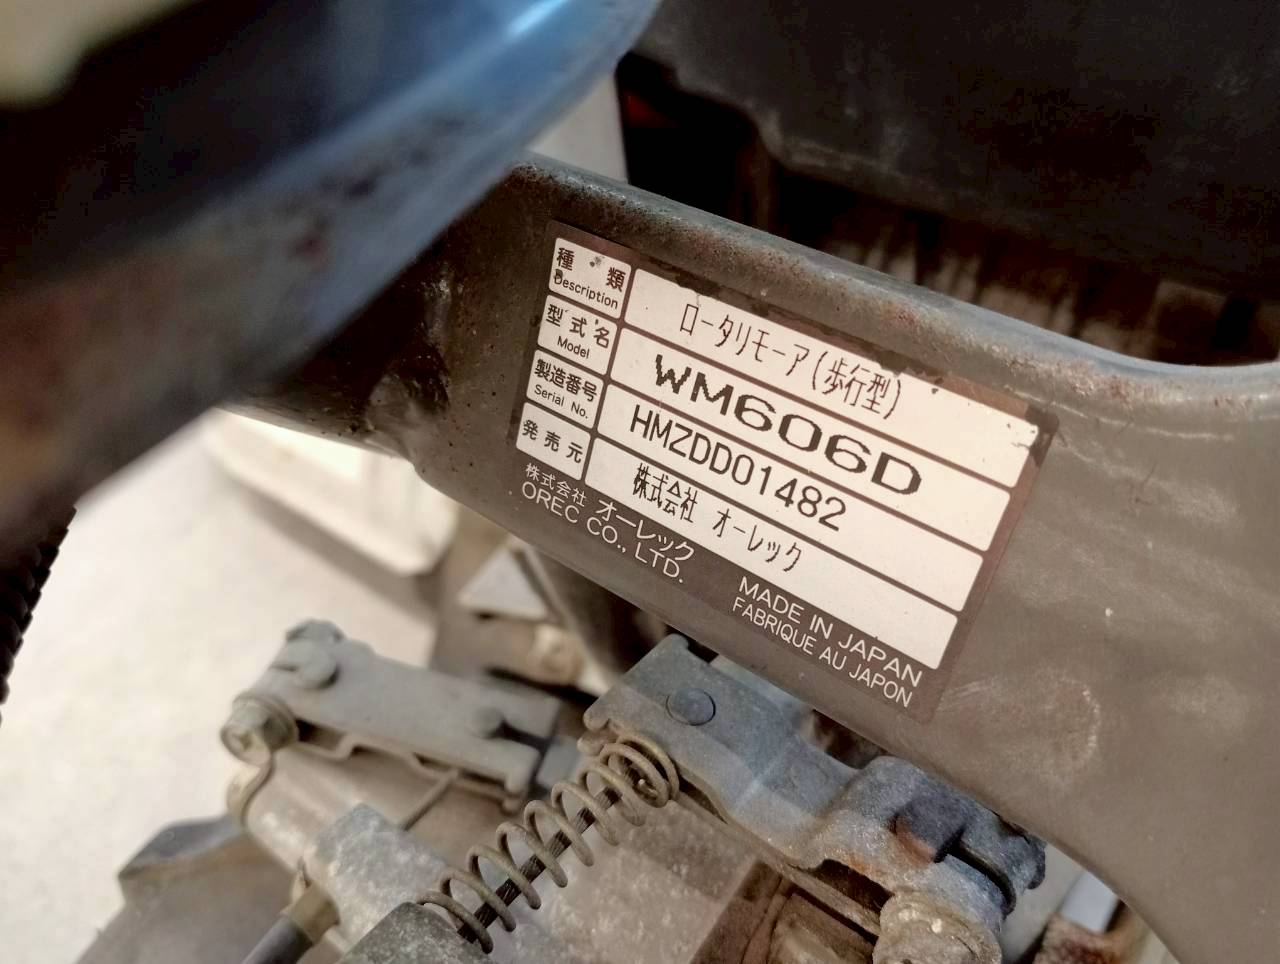 種類 ロータリモーア(歩行型)
Description
型式名 WM606D
Model
製造番号 HMZDD01482
Serial No.
発売元 株式会社 オーレック
株式会社 オーレック
OREC CO., LTD.
MADE IN JAPAN
FABRIQUE AU JAPON